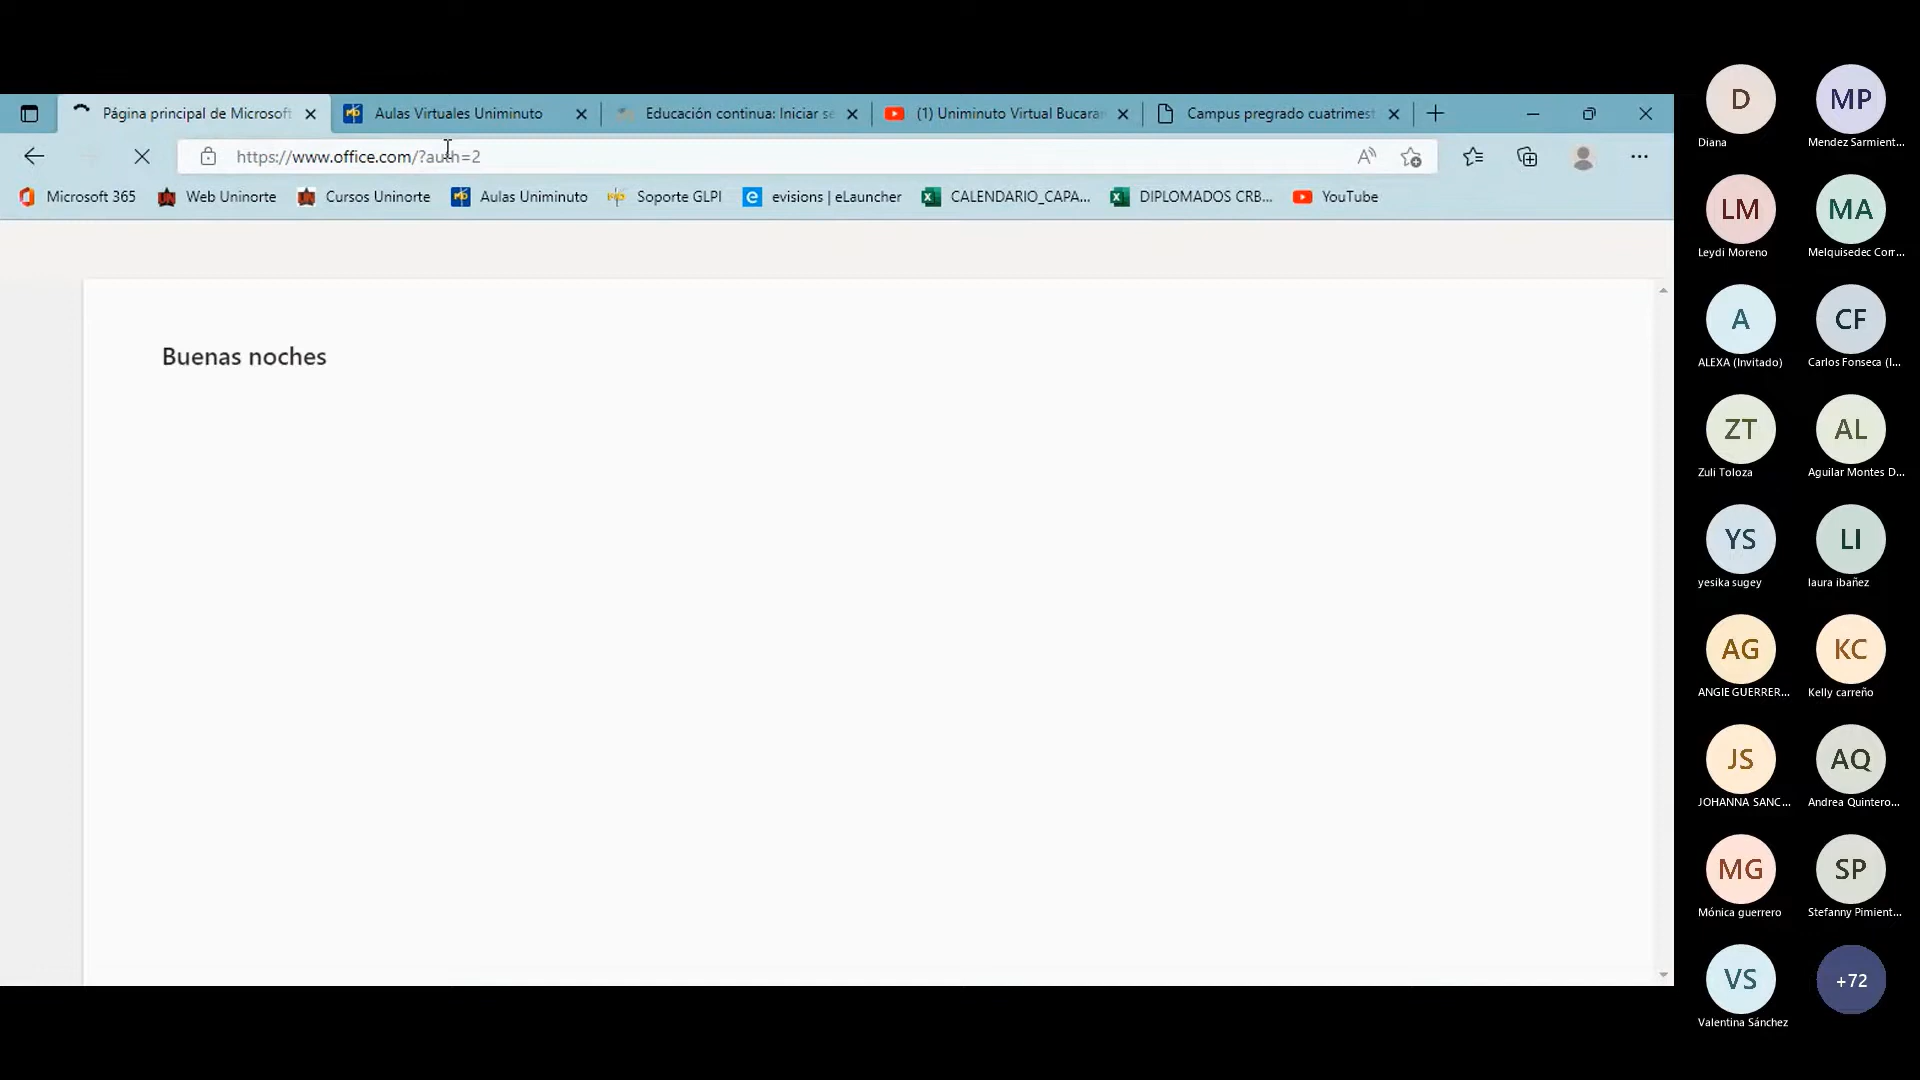 Página principal de Microsoft
Aulas Virtuales Uniminuto
Educación continua: Iniciar se
(1) Uniminuto Virtual Bucaran
Campus pregrado cuatrimest
https://www.office.com/?auth=2
Microsoft 365
Web Uninorte
Cursos Uninorte
Aulas Uniminuto
Soporte GLPI
evisions | eLauncher
CALENDARIO_CAPA...
DIPLOMADOS CRB...
YouTube
Buenas noches
D
Diana
MP
Mendez Sarmient...
LM
Leydi Moreno
MA
Melquisedec Corr...
A
ALEXA (Invitado)
CF
Carlos Fonseca (I...
ZT
Zuli Toloza
AL
Aguilar Montes D...
YS
yesika sugey
LI
laura ibañez
AG
ANGIE GUERRER...
KC
Kelly carreño
JS
JOHANNA SANC...
AQ
Andrea Quintero...
MG
Mónica guerrero
SP
Stefanny Pimient...
VS
Valentina Sánchez
+72